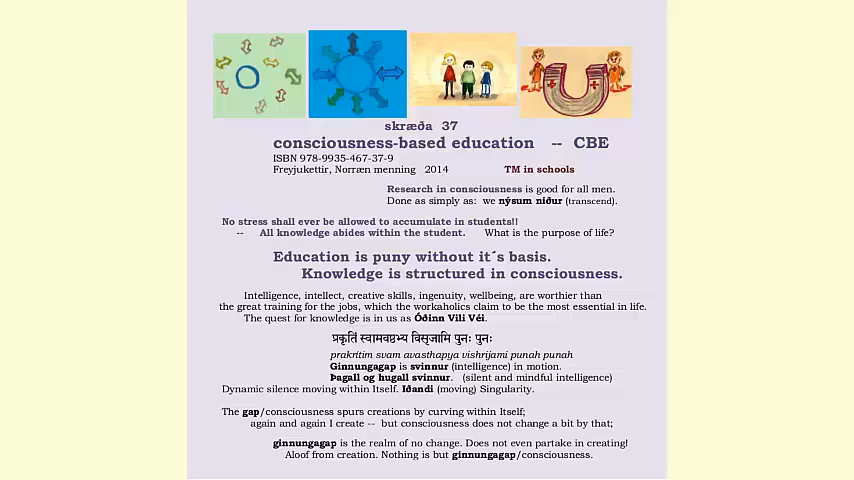 skræða 37
consciousness-based education -- CBE
ISBN 978-9935-467-37-9
Freyjukettir, Norræn menning 2014 TM in schools
Research in consciousness is good for all men.
Done as simply as: we nýsum niður (transcend).
No stress shall ever be allowed to accumulate in students!!
-- All knowledge abides within the student. What is the purpose of life?
Education is puny without it´s basis.
Knowledge is structured in consciousness.
Intelligence, intellect, creative skills, ingenuity, wellbeing, are worthier than
the great training for the jobs, which the workaholics claim to be the most essential in life.
The quest for knowledge is in us as Óðinn Vili Véi.
प्रकृतिं स्वामवष्ठभ्य विसृजामि पुनः पुनः
prakritim svam avasthapya vishrijami punah punah
Ginnungagap is svinnur (intelligence) in motion.
Þagall og hugall svinnur. (silent and mindful intelligence)
Dynamic silence moving within Itself. Iðandi (moving) Singularity.
The gap/consciousness spurs creations by curving within Itself;
again and again I create -- but consciousness does not change a bit by that;
ginnungagap is the realm of no change. Does not even partake in creating!
Aloof from creation. Nothing is but ginnungagap/consciousness.